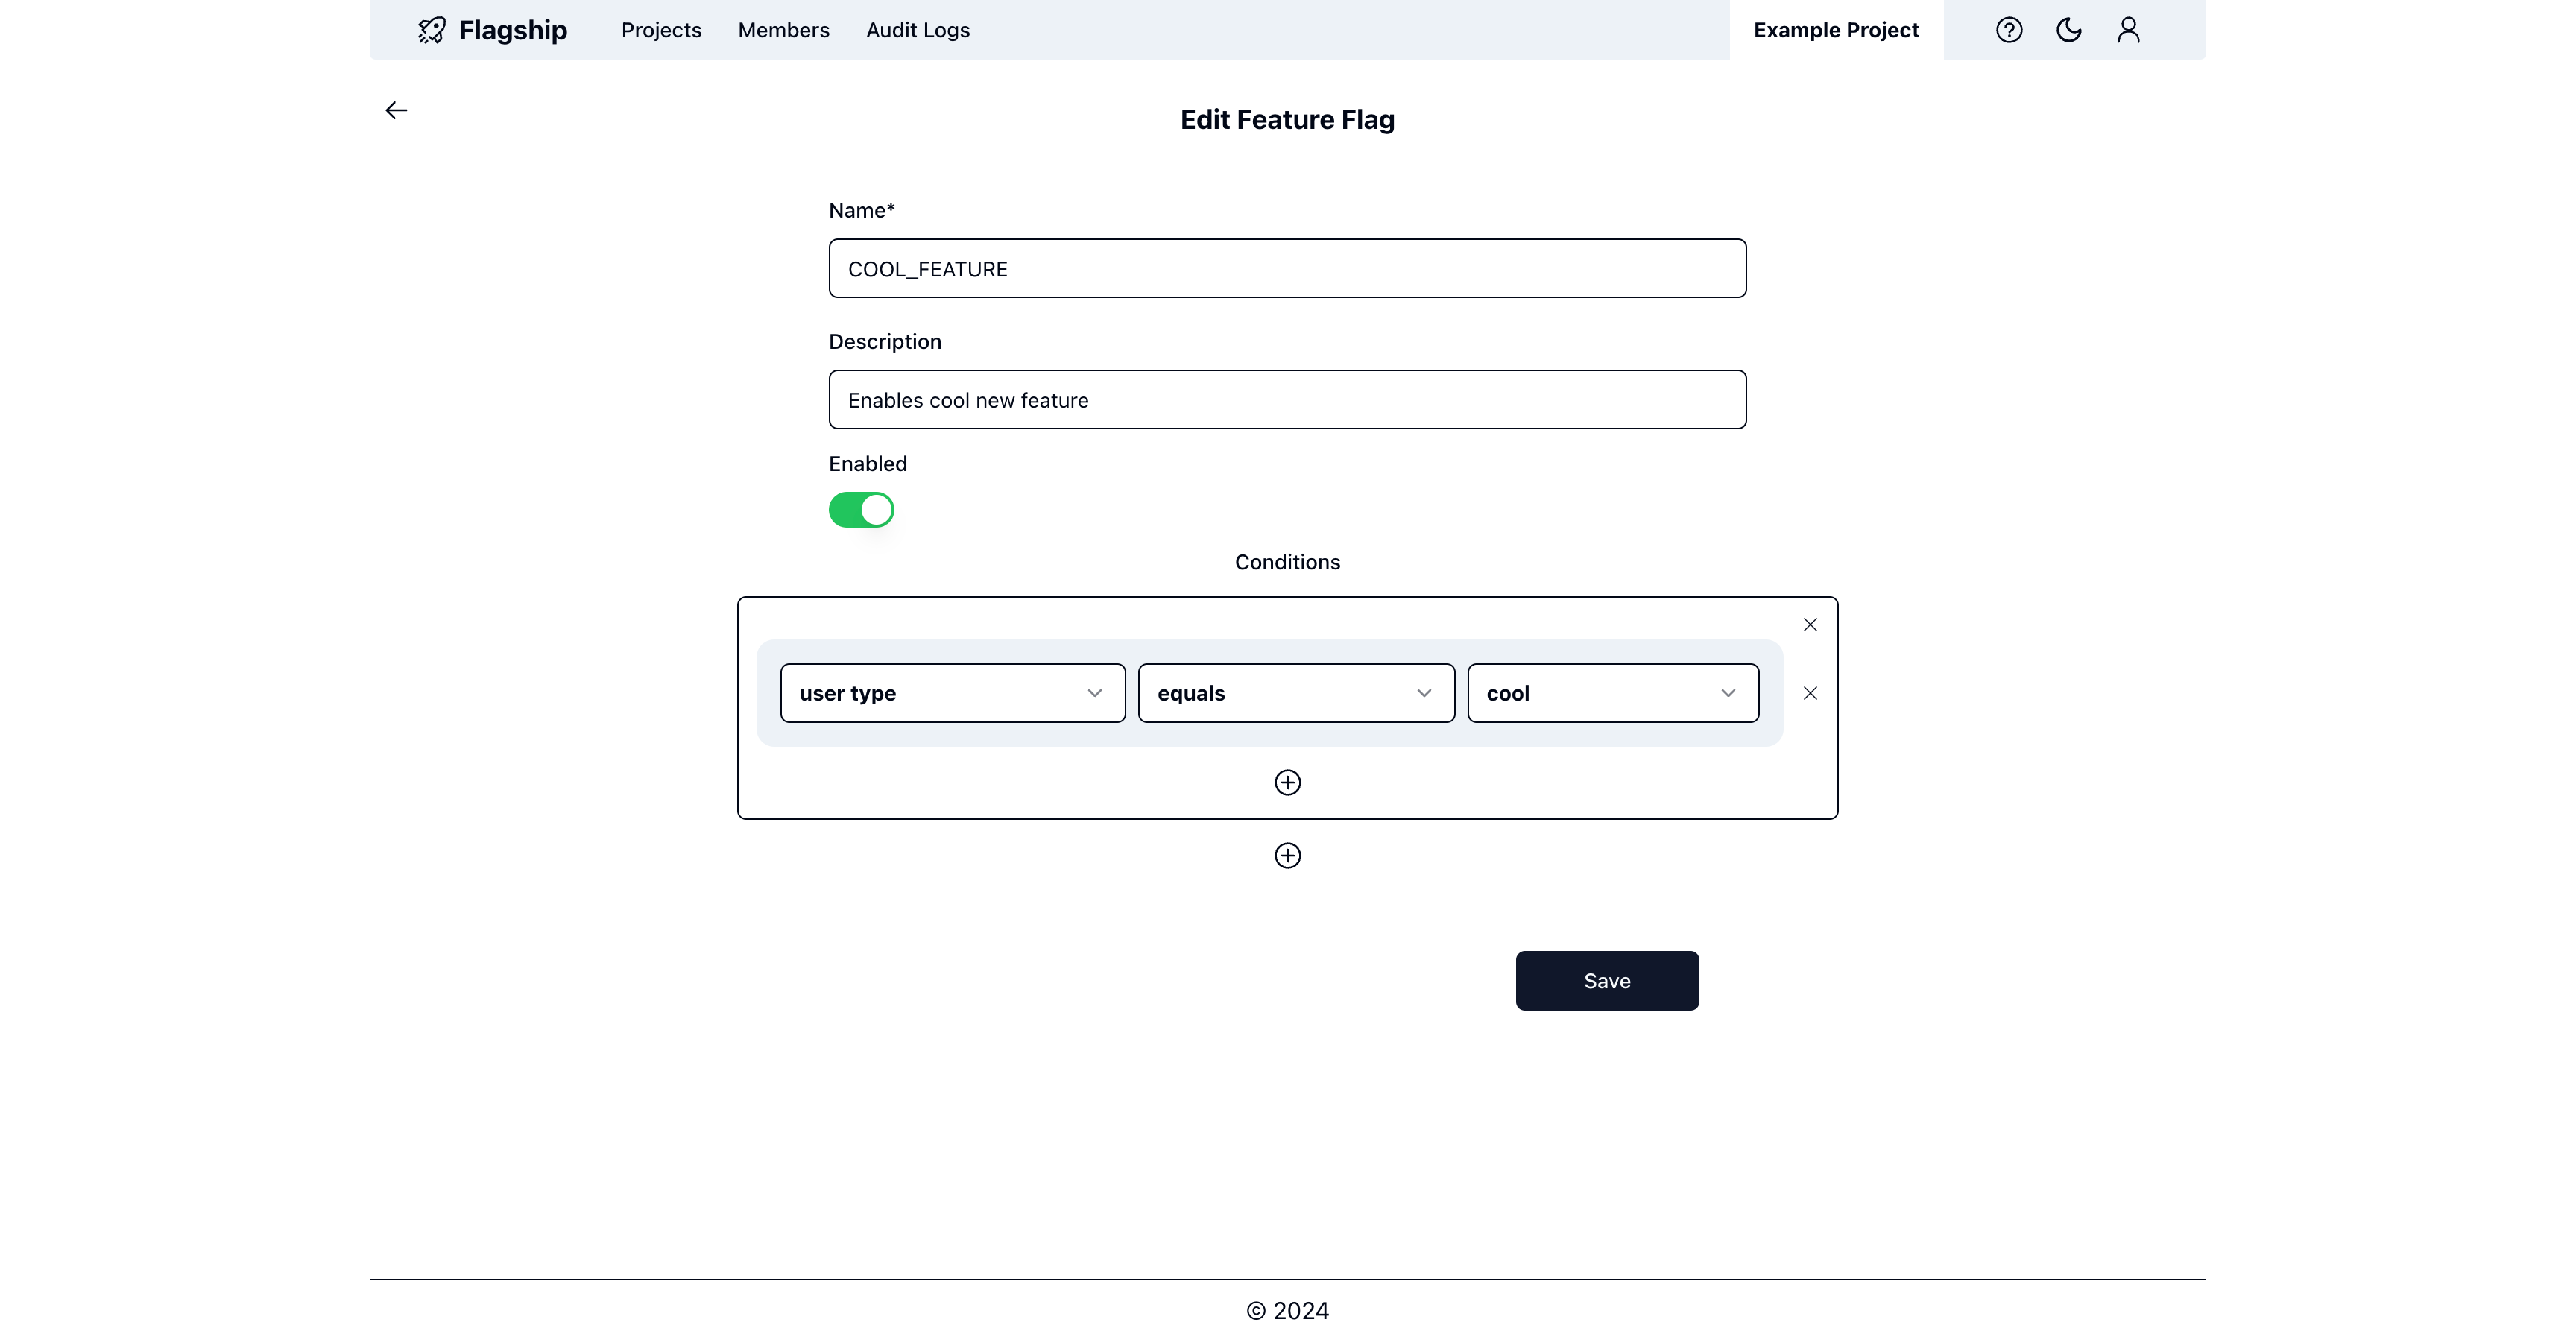 Flagship Projects Members Audit Logs Example Project
Edit Feature Flag
Name*
COOL_FEATURE
Description
Enables cool new feature
Enabled
Conditions
user type equals cool
Save
© 2024